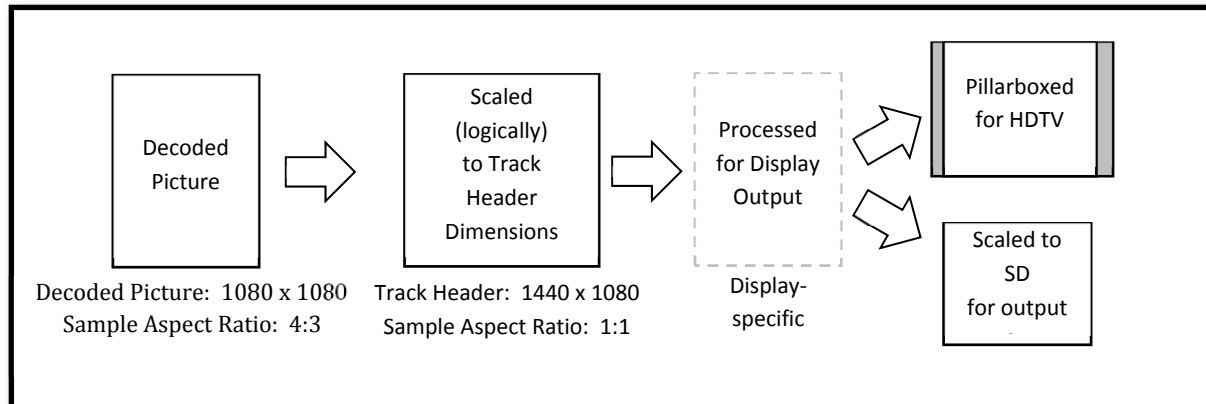 Decoded
Picture
Decoded Picture: 1080 x 1080
Sample Aspect Ratio: 4:3
Scaled
(logically)
to Track
Header
Dimensions
Track Header: 1440 x 1080
Sample Aspect Ratio: 1:1
Processed
for Display
Output
Display-
specific
Pillarboxed
for HDTV
Scaled to
SD
for output